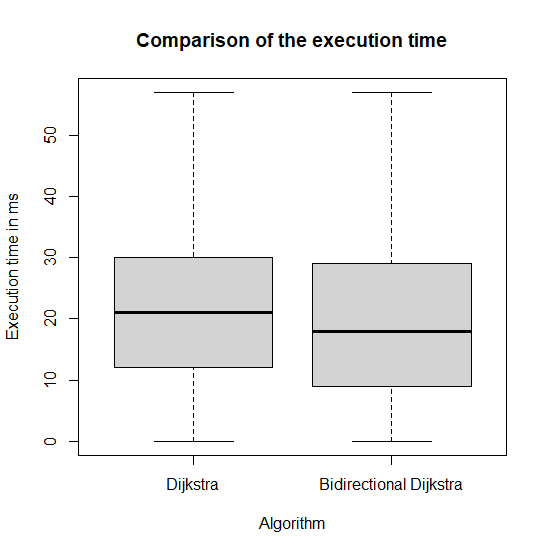 Comparison of the execution time
Execution time in ms
50
40
30
20
10
0
Dijkstra
Bidirectional Dijkstra
Algorithm